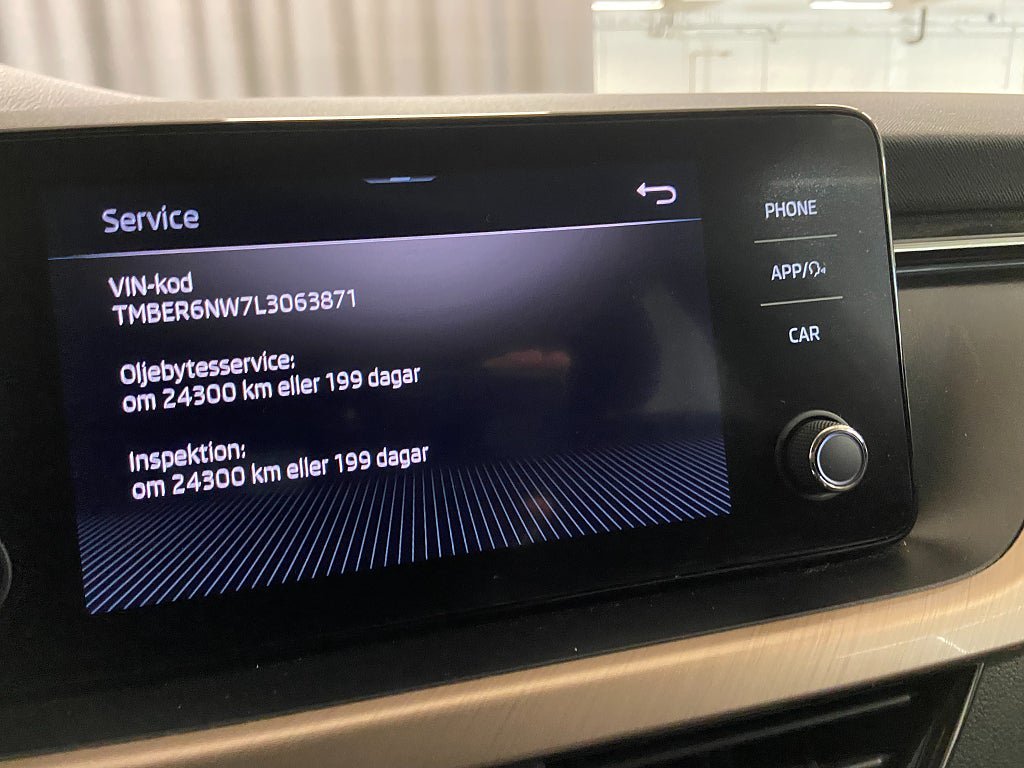 Service
VIN-kod
TMBER6NW7L3063871
Oljebytesservice:
om 24300 km eller 199 dagar
Inspektion:
om 24300 km eller 199 dagar
PHONE
APP/
CAR